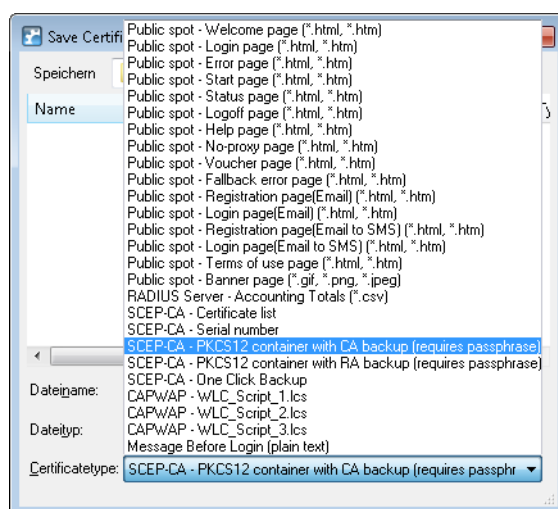 Save Certifi
Public spot - Welcome page (*.html, *.htm)
Public spot - Login page (*.html, *.htm)
Public spot - Error page (*.html, *.htm)
Speichern
Public spot - Start page (*.html, *.htm)
Public spot - Status page (*.html, *.htm)
Name
Public spot - Logoff page (*.html, *.htm)
Public spot - Help page (*.html, *.htm)
Public spot - No-proxy page (*.html, *.htm)
Public spot - Voucher page (*.html, *.htm)
Public spot - Fallback error page (*.html, *.htm)
Public spot - Registration page(Email) (*.html, *.htm)
Public spot - Login page(Email) (*.html, *.htm)
Public spot - Registration page(Email to SMS) (*.html, *.htm)
Public spot - Login page(Email to SMS) (*.html, *.htm)
Public spot - Terms of use page (*.html, *.htm)
Public spot - Banner page (*.gif, *.png, *.jpeg)
RADIUS Server - Accounting Totals (*.csv)
SCEP-CA - Certificate list
SCEP-CA - Serial number
SCEP-CA - PKCS12 container with CA backup (requires passphrase)
SCEP-CA - PKCS12 container with RA backup (requires passphrase)
SCEP-CA - One Click Backup
Dateiname:
CAPWAP - WLC_Script_1.lcs
CAPWAP - WLC_Script_2.lcs
Dateityp:
CAPWAP - WLC_Script_3.lcs
Message Before Login (plain text)
Certificatetype:
SCEP-CA - PKCS12 container with CA backup (requires passphr